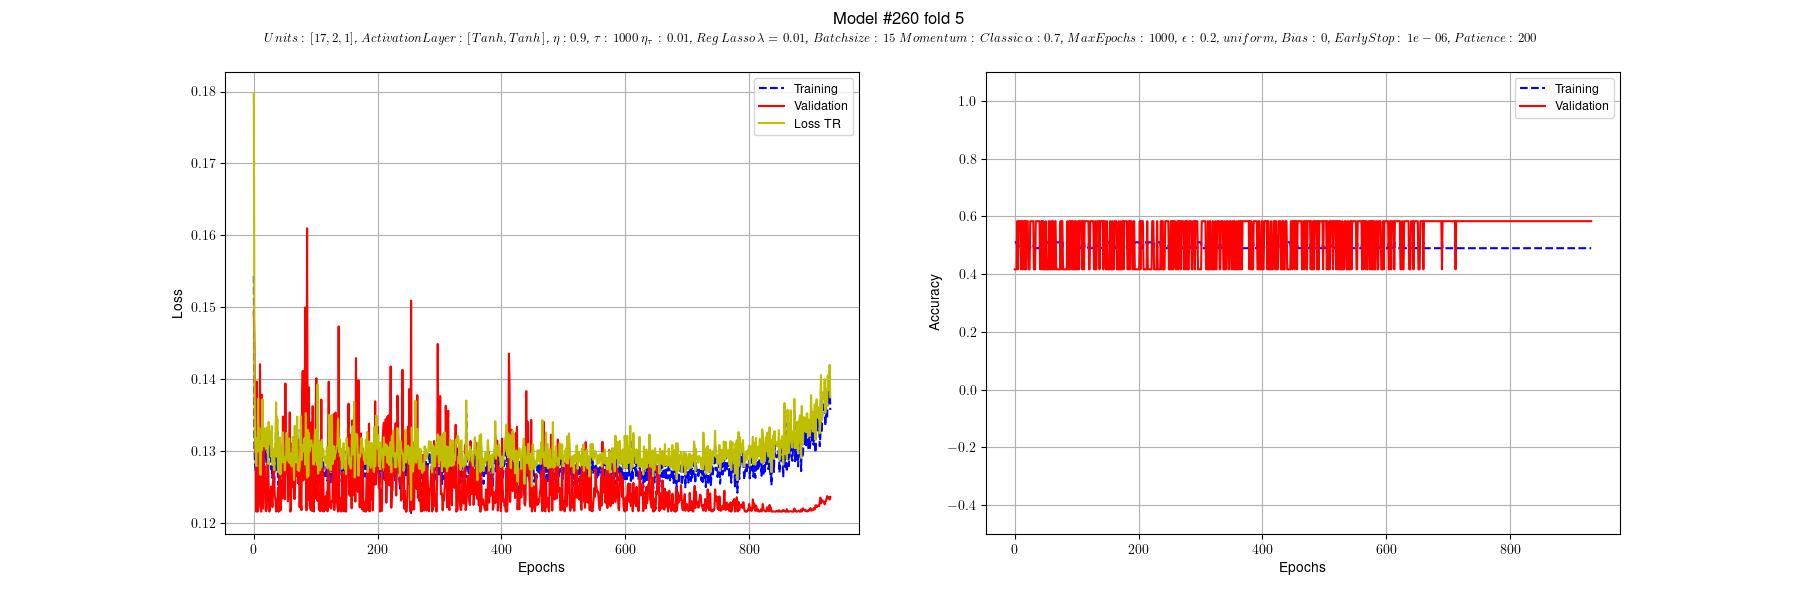 Model #260 fold 5
Units : [17, 2, 1], ActivationLayer : [Tanh, Tanh], η : 0.9, τ : 1000 η_τ : 0.01, Reg Lasso λ = 0.01, Batchsize : 15 Momentum : Classic α : 0.7, MaxEpochs : 1000, ϵ : 0.2, uniform, Bias : 0, EarlyStop : 1e − 06, Patience : 200
0.18
0.17
0.16
0.15
0.14
0.13
0.12
Loss
0
200
400
600
800
Epochs
Training
Validation
Loss TR
1.0
0.8
0.6
0.4
0.2
0.0
−0.2
−0.4
Accuracy
0
200
400
600
800
Epochs
Training
Validation